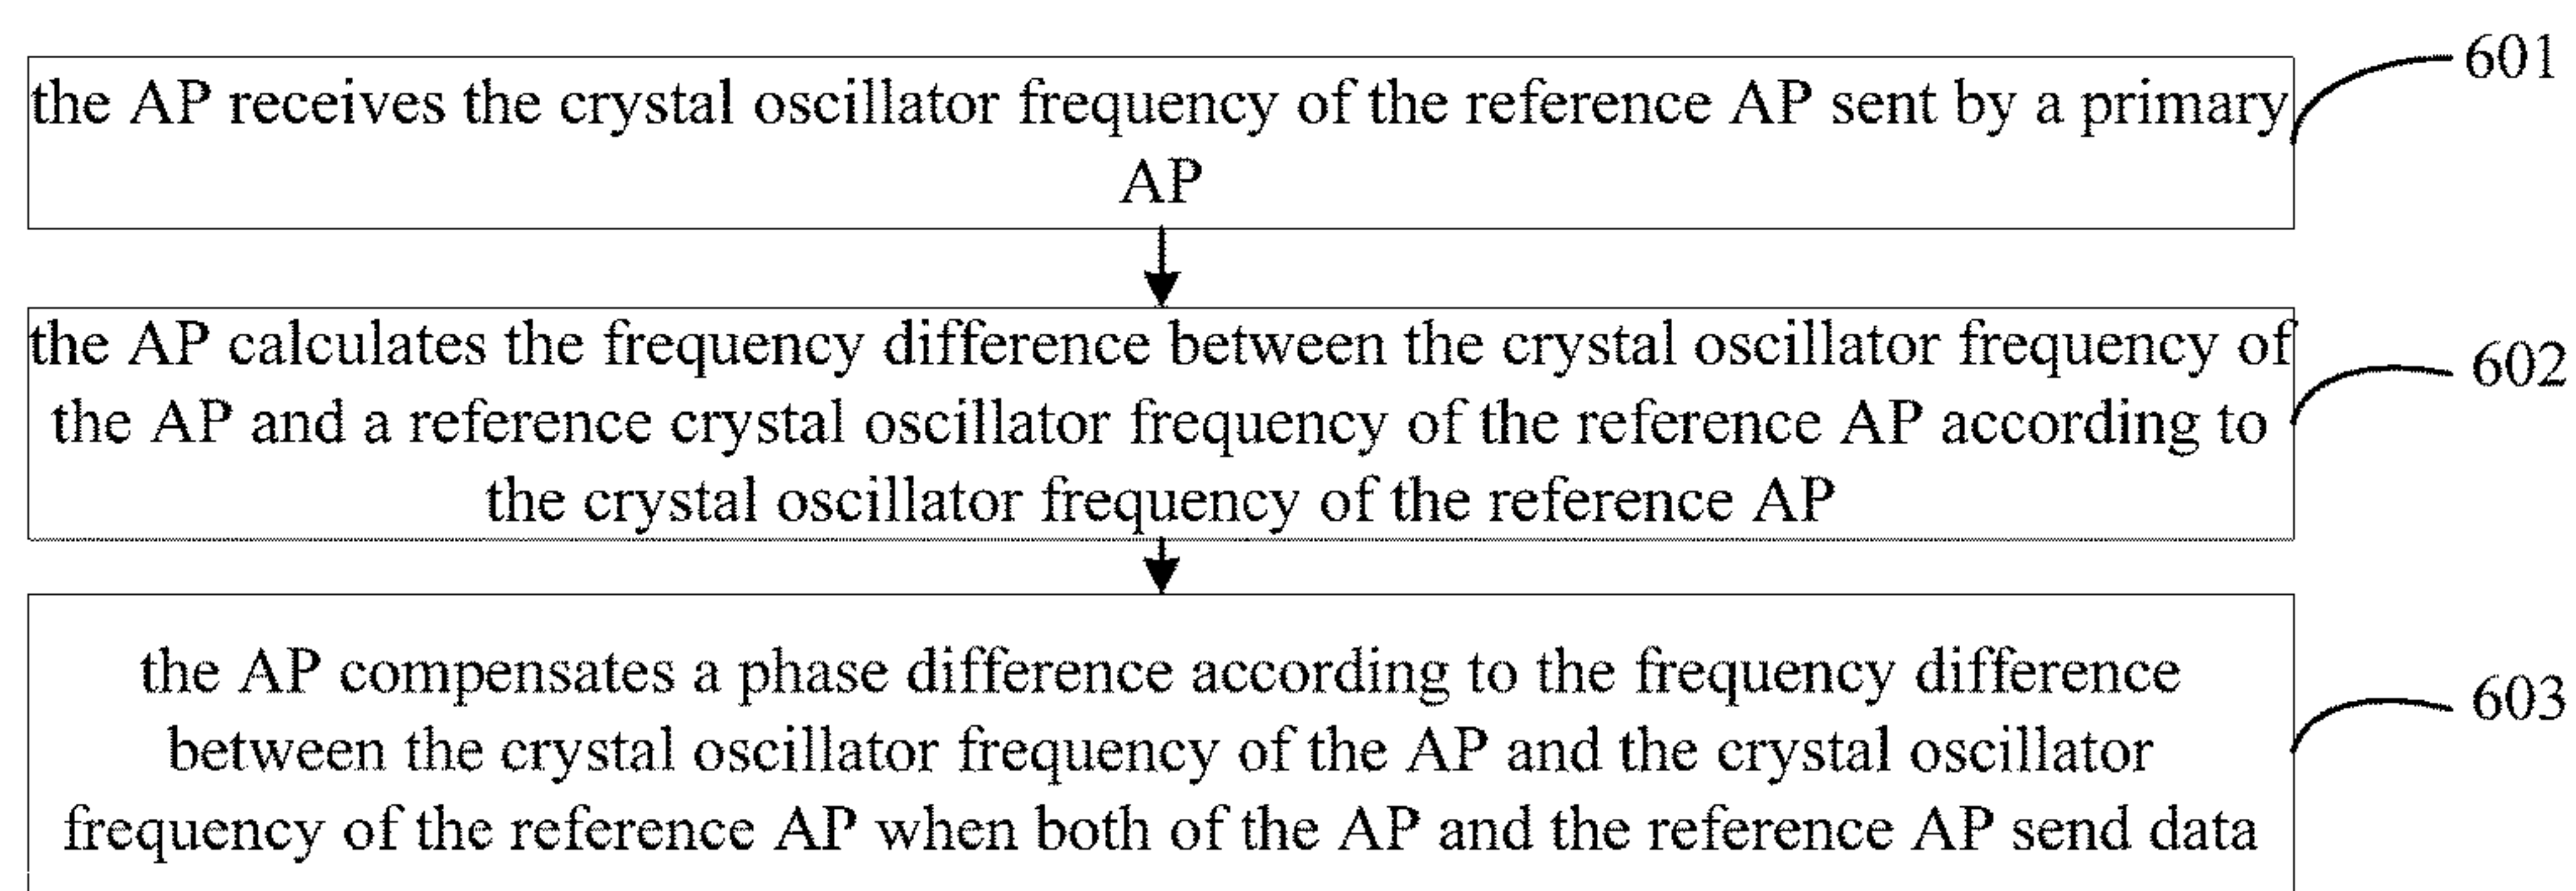 the AP receives the crystal oscillator frequency of the reference AP sent by a primary
AP
601
the AP calculates the frequency difference between the crystal oscillator frequency of
the AP and a reference crystal oscillator frequency of the reference AP according to
the crystal oscillator frequency of the reference AP
602
the AP compensates a phase difference according to the frequency difference
between the crystal oscillator frequency of the AP and the crystal oscillator
frequency of the reference AP when both of the AP and the reference AP send data
603